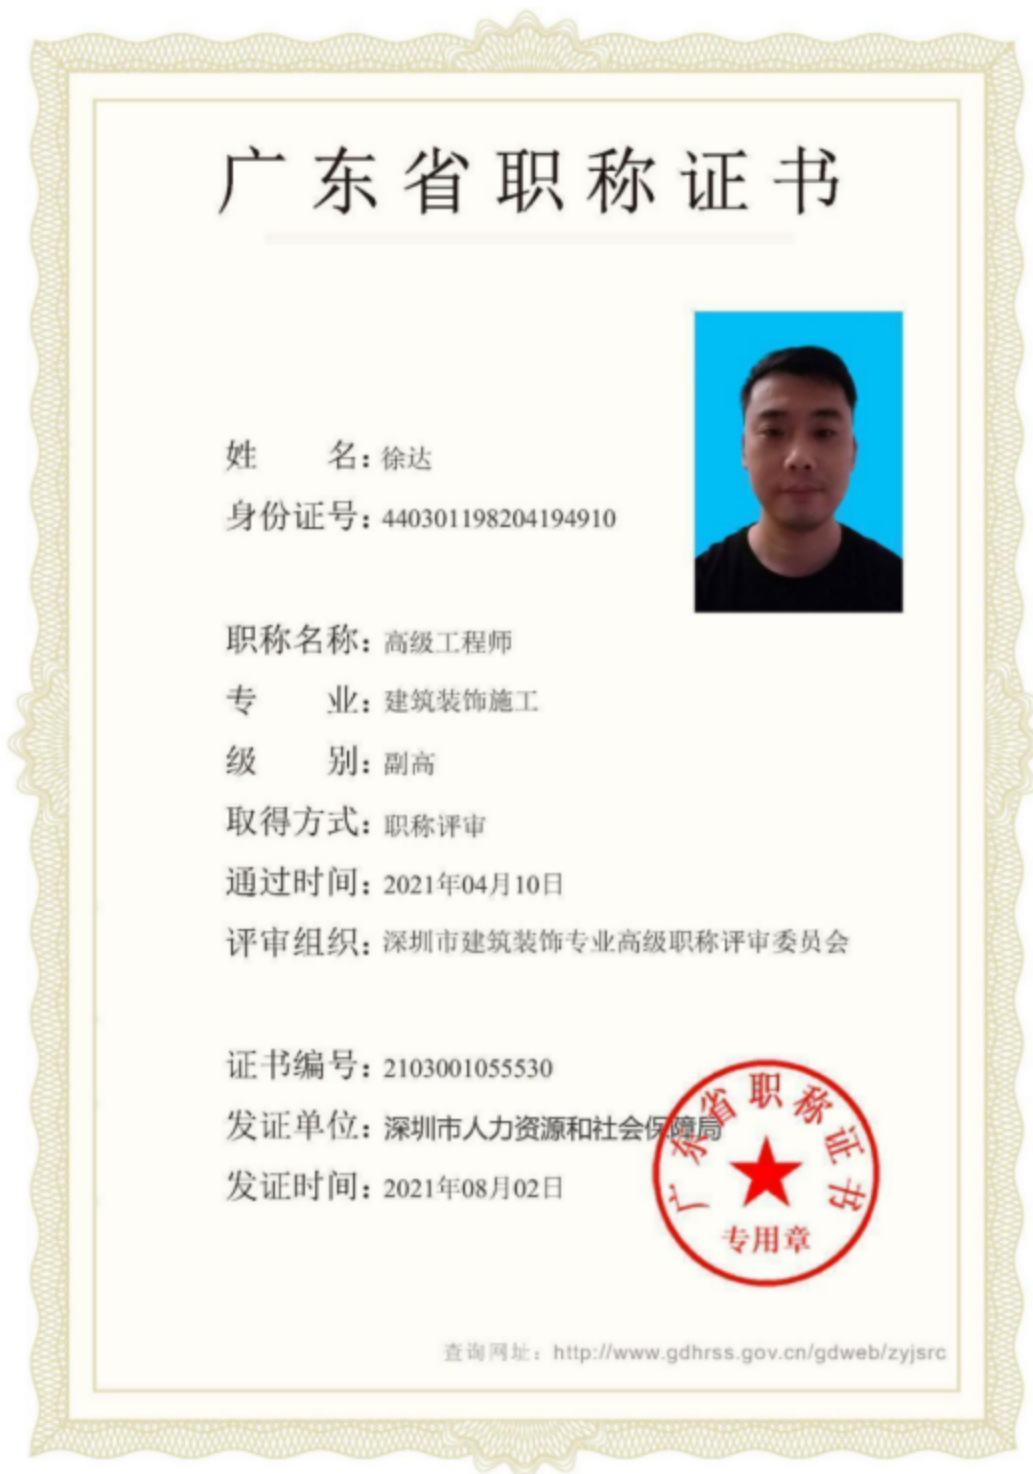 广东省职称证书
姓 名：徐达
身份证号：440301198204194910
职称名称：高级工程师
专 业：建筑装饰施工
级 别：副高
取得方式：职称评审
通过时间：2021年04月10日
评审组织：深圳市建筑装饰专业高级职称评审委员会
证书编号：2103001055530
发证单位：深圳市人力资源和社会保障局
发证时间：2021年08月02日
广东省职称证书
专用章
查询网址：http://www.gdhrss.gov.cn/gdweb/zyjsrc